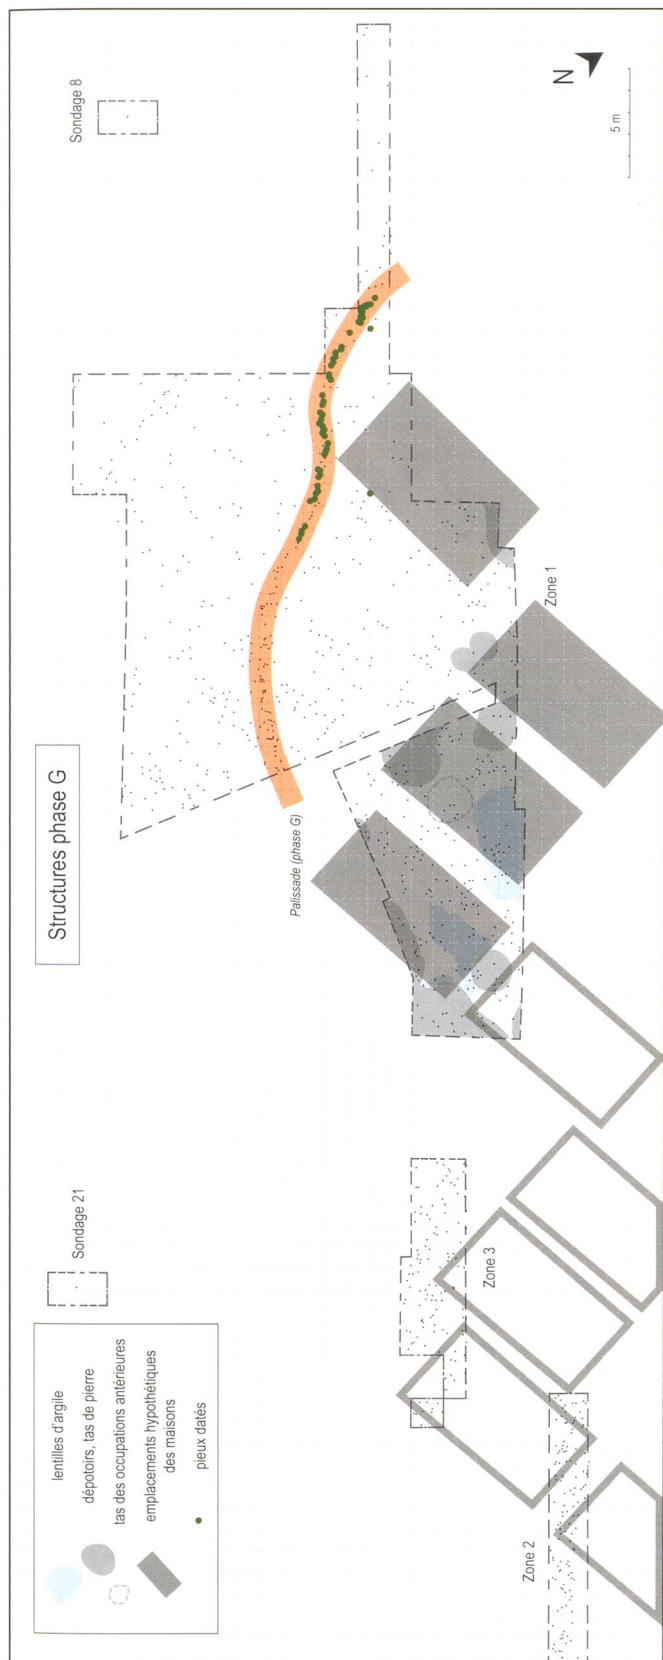 Structures phase G
Sondage 8
Sondage 21
N
5 m
Palissade (phase G)
Zone 1
Zone 2
Zone 3
lentilles d'argile
dépotoirs, tas de pierre
tas des occupations antérieures
emplacements hypothétiques
des maisons
pieux datés